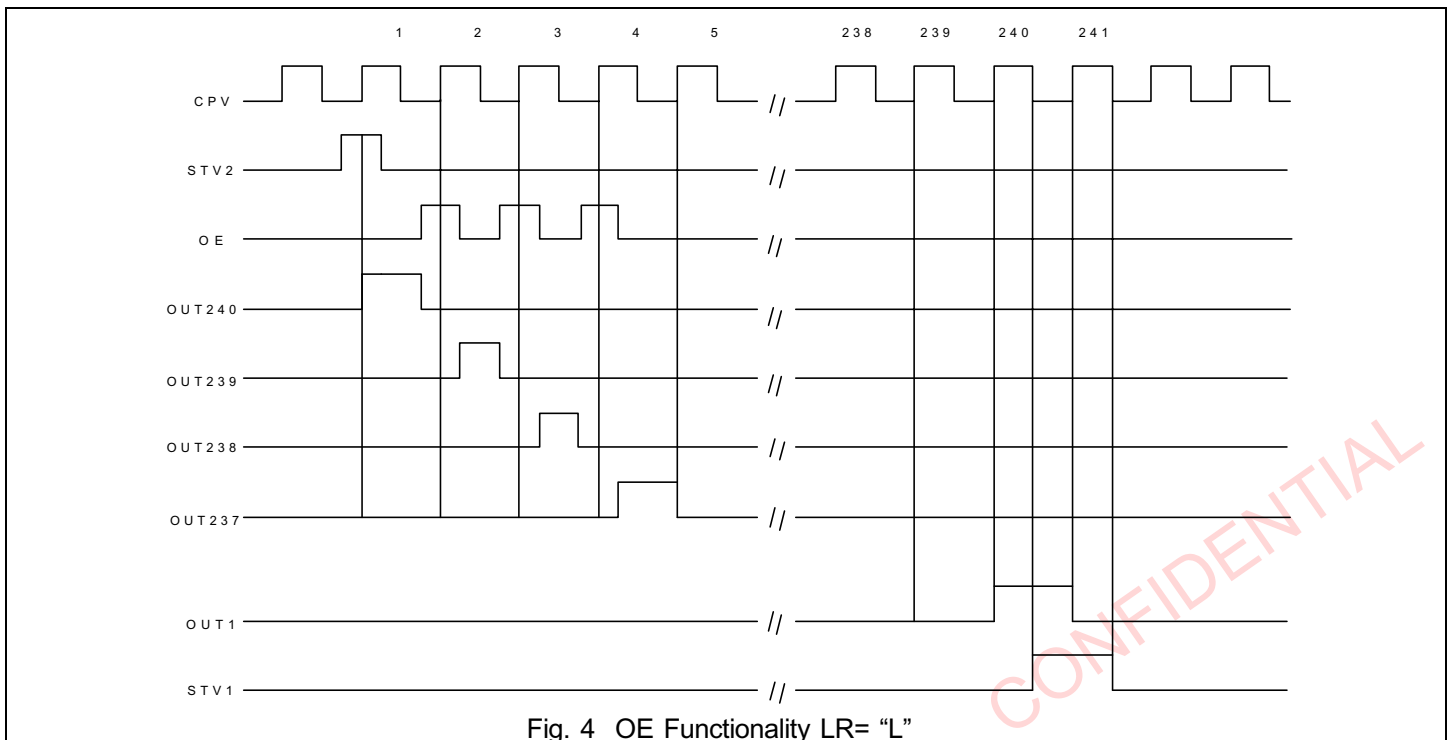 1 2 3 4 5 238 239 240 241
CPV
STV2
OE
OUT240
OUT239
OUT238
OUT237
OUT1
STV1
CONFIDENTIAL
Fig. 4 OE Functionality LR= “L”